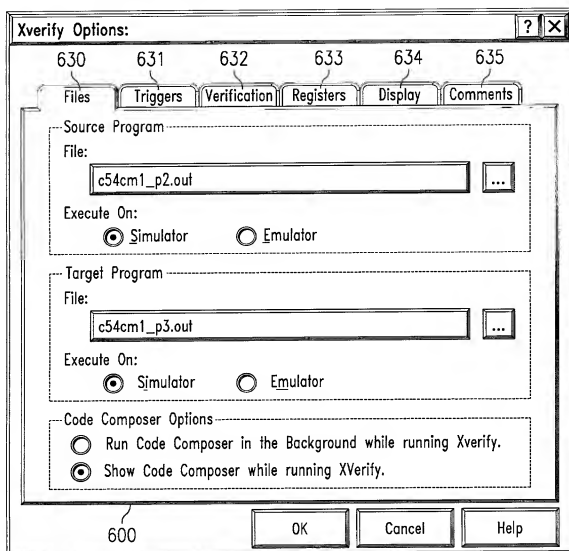 Xverify Options:
?
X
630 631 632 633 634 635
Files Triggers Verification Registers Display Comments
Source Program
File:
c54cm1_p2.out
...
Execute On:
Simulator Emulator
Target Program
File:
c54cm1_p3.out
...
Execute On:
Simulator Emulator
Code Composer Options
Run Code Composer in the Background while running Xverify.
Show Code Composer while running XVerify.
600
OK Cancel Help